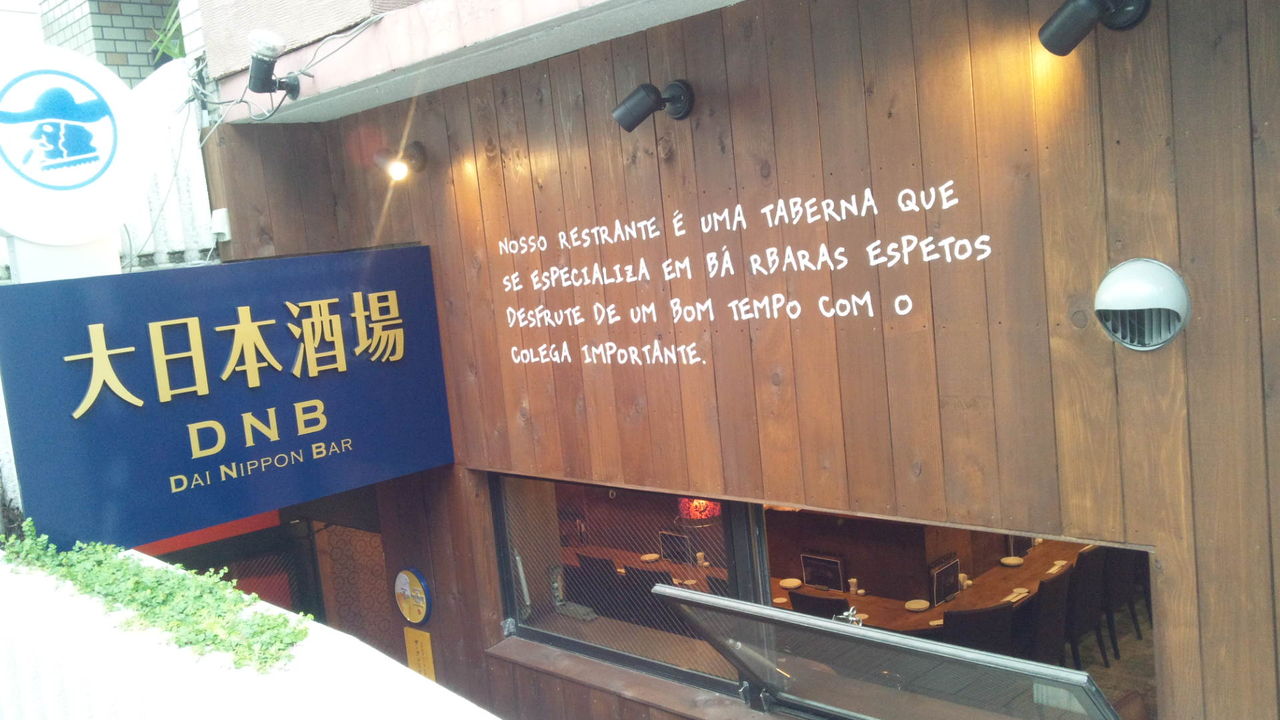 大日本酒場
DNB
DAI NIPPON BAR
NOSSO RESTRANTE É UMA TABERNA QUE
SE ESPECIALIZA EM BÁ RBARAS ESPETOS
DESFRUTE DE UM BOM TEMPO COM O
COLEGA IMPORTANTE.